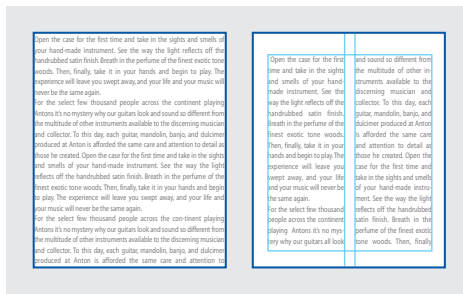 Open the case for the first time and take in the sights and smells of
your hand-made instrument. See the way the light reflects off the
handrubbed satin finish. Breath in the perfume of the finest exotic tone
woods. Then, finally, take it in your hands and begin to play. The
experience will leave you swept away, and your life and your music will
never be the same again.
For the select few thousand people across the continent playing
Antons it's no mystery why our guitars look and sound so different from
the multitude of other instruments available to the discerning musician
and collector. To this day, each guitar, mandolin, banjo, and dulcimer
produced at Anton is afforded the same care and attention to detail as
those he created. Open the case for the first time and take in the sights
and smells of your hand-made instrument. See the way the light
reflects off the handrubbed satin finish. Breath in the perfume of the
finest exotic tone woods. Then, finally, take it in your hands and begin
to play. The experience will leave you swept away, and your life and
your music will never be the same again.
For the select few thousand people across the con-tinent playing
Antons it's no mystery why our guitars look and sound so different from
the multitude of other instruments available to the discerning musician
and collector. To this day, each guitar, mandolin, banjo, and dulcimer
produced at Anton is afforded the same care and attention to
Open the case for the first
time and take in the sights
and smells of your hand-
made instrument. See the
way the light reflects off the
handrubbed satin finish.
Breath in the perfume of the
finest exotic tone woods.
Then, finally, take it in your
hands and begin to play. The
experience will leave you
swept away, and your life
and your music will never be
the same again.
For the select few thousand
people across the continent
playing Antons it's no mys-
tery why our guitars all look
and sound so different from
the multitude of other in-
struments available to the
discerning musician and
collector. To this day, each
guitar, mandolin, banjo, and
dulcimer produced at Anton
is afforded the same care
and attention to detail as
those he created. Open the
case for the first time and
take in the sights and smells
of your hand-made instru-
ment. See the way the light
reflects off the handrubbed
satin finish. Breath in the
perfume of the finest exotic
tone woods. Then, finally,